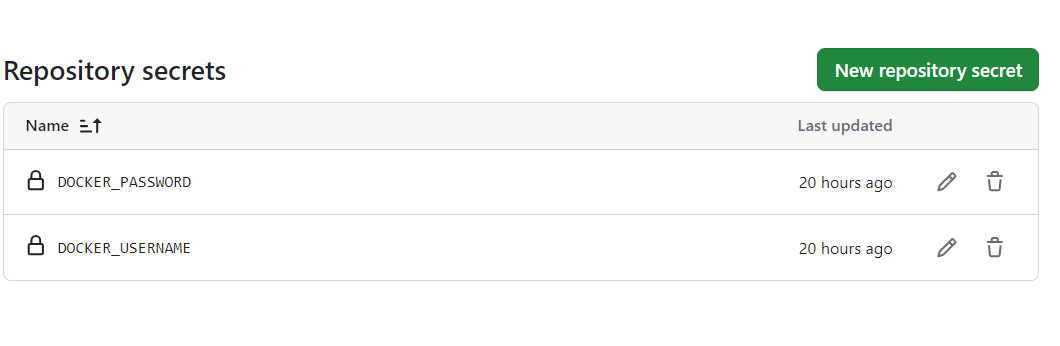 Repository secrets
New repository secret
Name
Last updated
DOCKER_PASSWORD
20 hours ago
DOCKER_USERNAME
20 hours ago